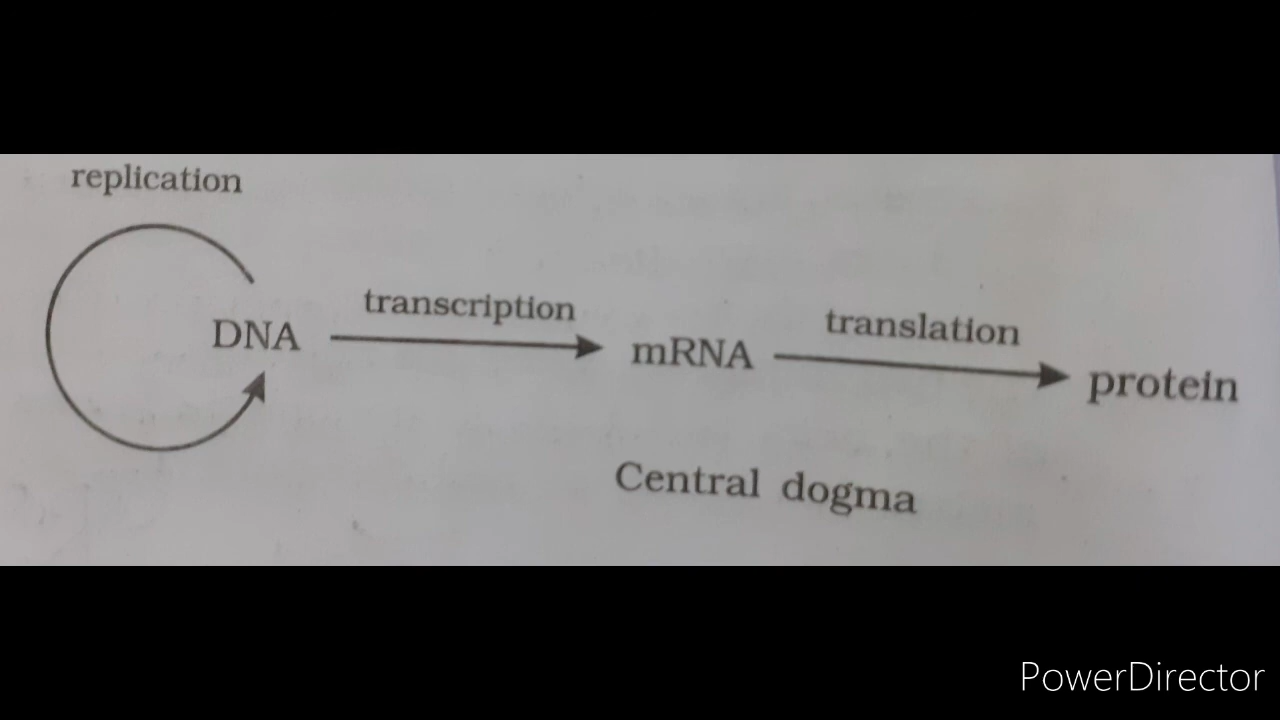 replication
transcription
translation
DNA
mRNA
protein
Central dogma
PowerDirector